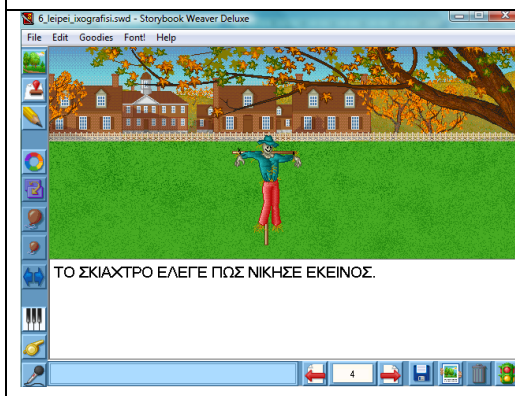 6_leipei_ixografisi.swd - Storybook Weaver Deluxe
File Edit Goodies Font! Help
ΤΟ ΣΚΙΑΧΤΡΟ ΕΛΕΓΕ ΠΩΣ ΝΙΚΗΣΕ ΕΚΕΙΝΟΣ.
4